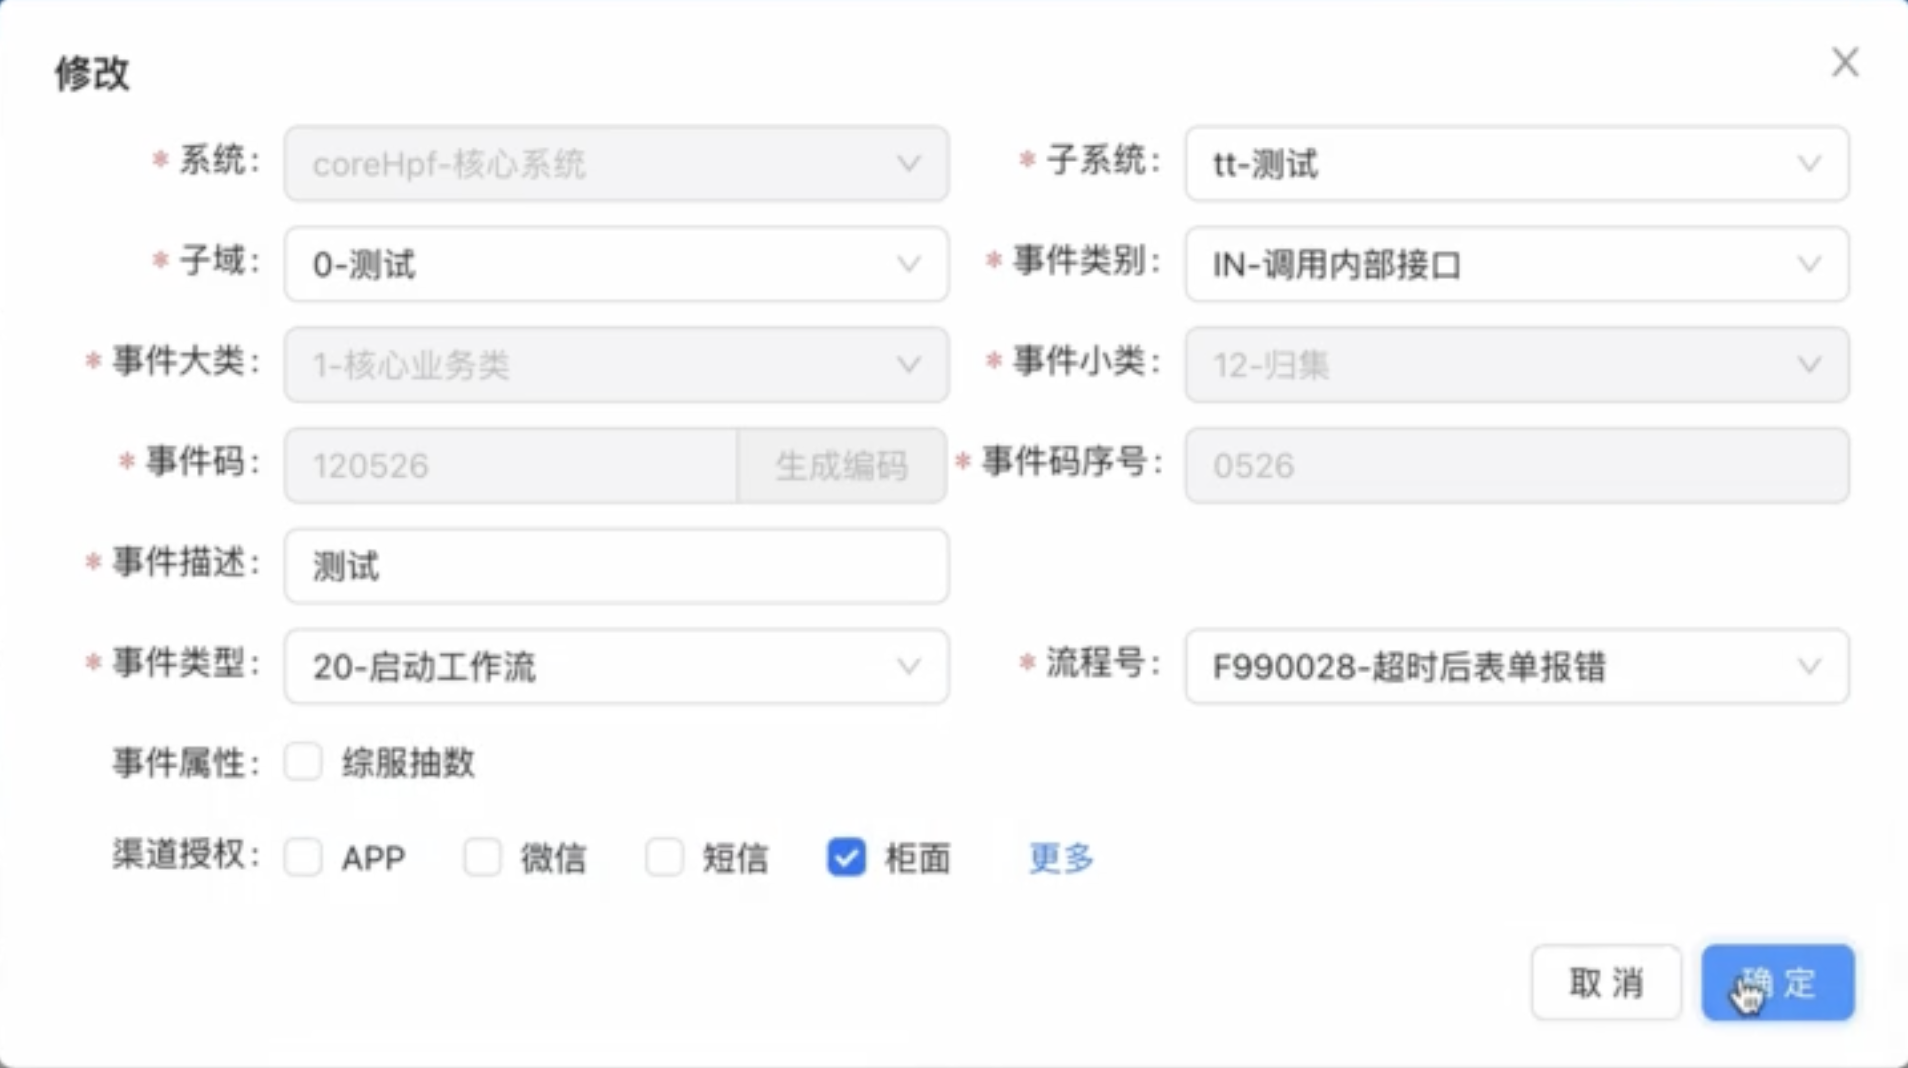 修改
* 系统: coreHpf-核心系统 * 子系统: tt-测试
* 子域: 0-测试 * 事件类别: IN-调用内部接口
* 事件大类: 1-核心业务类 * 事件小类: 12-归集
* 事件码: 120526 生成编码 * 事件码序号: 0526
* 事件描述: 测试
* 事件类型: 20-启动工作流 * 流程号: F990028-超时后表单报错
事件属性: 综服抽数
渠道授权: APP 微信 短信 柜面 更多
取 消 确 定